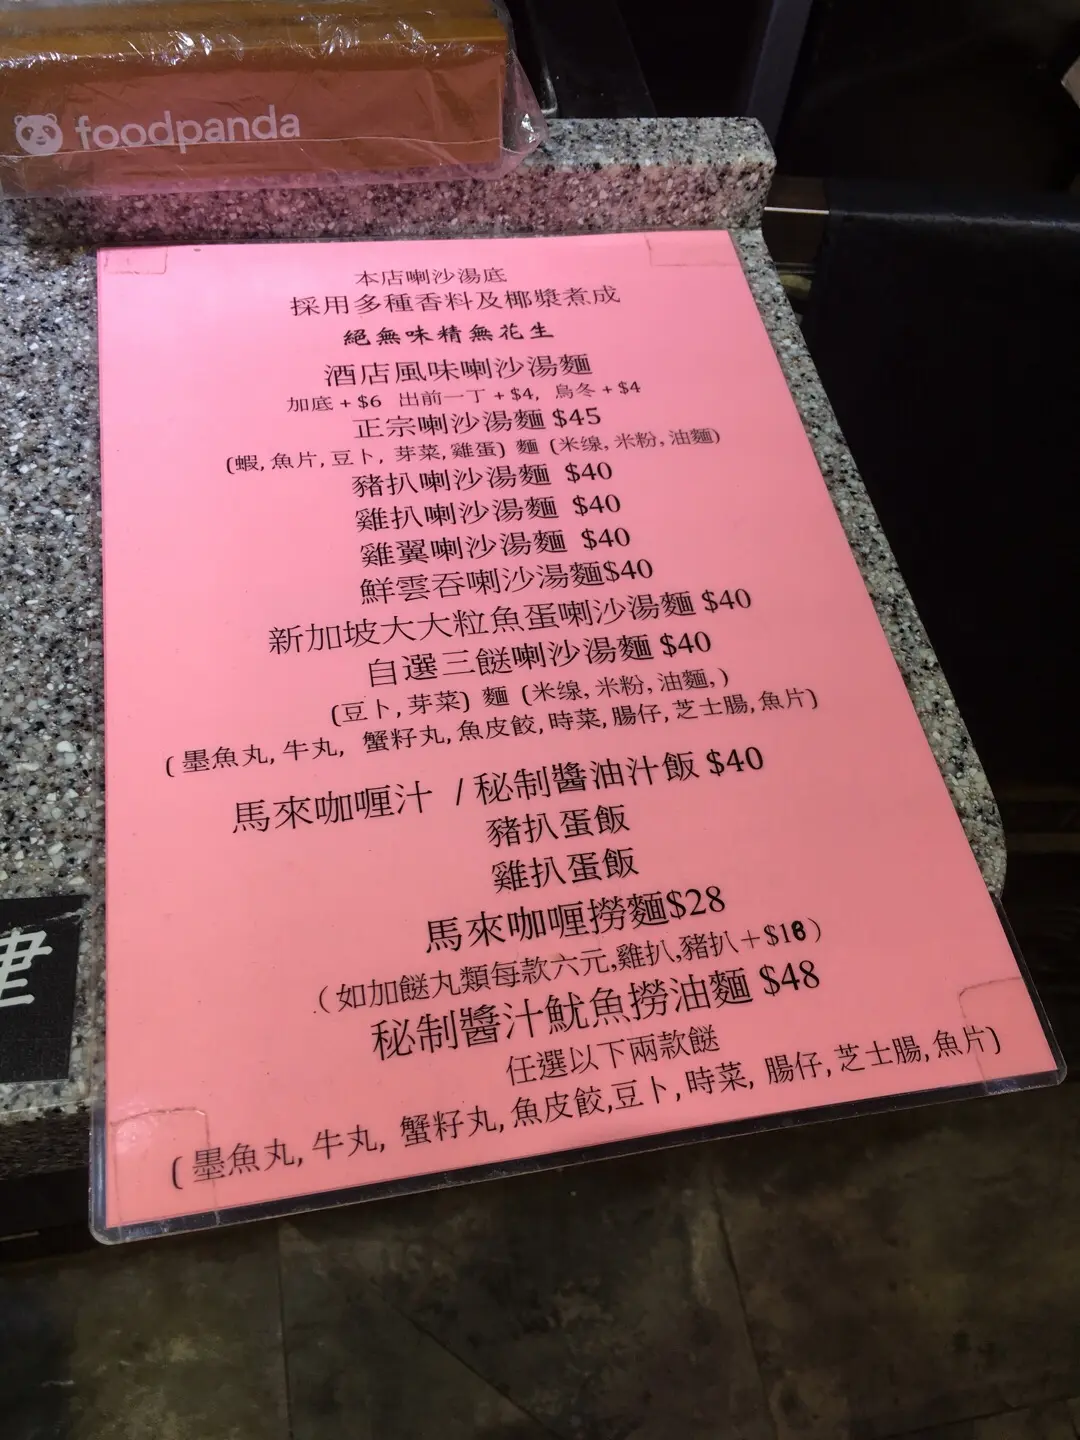 foodpanda
本店喇沙湯底
採用多種香料及椰漿煮成
絕無味精無花生
酒店風味喇沙湯麵
加底+$6 出前一丁+$4, 烏冬+$4
正宗喇沙湯麵 $45
(蝦, 魚片, 豆卜, 芽菜, 雞蛋) 麵 (米線, 米粉, 油麵)
豬扒喇沙湯麵 $40
雞扒喇沙湯麵 $40
雞翼喇沙湯麵 $40
鮮雲吞喇沙湯麵$40
新加坡大大粒魚蛋喇沙湯麵 $40
自選三餸喇沙湯麵 $40
(豆卜, 芽菜) 麵 (米線, 米粉, 油麵, )
(墨魚丸, 牛丸, 蟹籽丸, 魚皮餃, 時菜, 腸仔, 芝士腸, 魚片)
馬來咖喱汁 / 秘制醬油汁飯 $40
豬扒蛋飯
雞扒蛋飯
馬來咖喱撈麵$28
(如加餸丸類每款六元,雞扒,豬扒+$18)
秘制醬汁魷魚撈油麵 $48
任選以下兩款餸
(墨魚丸, 牛丸, 蟹籽丸, 魚皮餃,豆卜, 時菜, 腸仔, 芝士腸, 魚片)